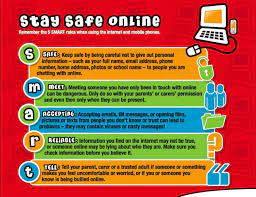 stay safe online
Remember the 5 SMART rules when using the internet and mobile phones.
s
SAFE: Keep safe by being careful not to give out personal
information – such as your full name, email address, phone
number, home address, photos or school name – to people you are
chatting with online.
m
MEET: Meeting someone you have only been in touch with online
can be dangerous. Only do so with your parents' or carers' permission
and even then only when they can be present.
a
ACCEPTING: Accepting emails, IM messages, or opening files,
pictures or texts from people you don't know or trust can lead to
problems – they may contain viruses or nasty messages!
r
RELIABLE: Information you find on the internet may not be true,
or someone online may be lying about who they are. Make sure you
check information before you believe it.
t
TELL: Tell your parent, carer or a trusted adult if someone or something
makes you feel uncomfortable or worried, or if you or someone
you know is being bullied online.